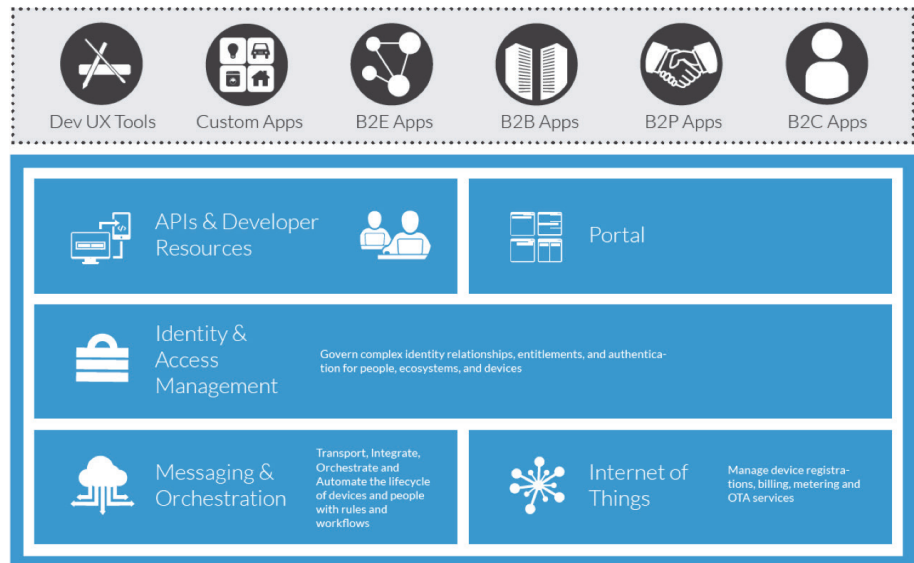 Dev UX Tools
Custom Apps
B2E Apps
B2B Apps
B2P Apps
B2C Apps
APIs & Developer
Resources
Portal
Identity &
Access
Management
Govern complex identity relationships, entitlements, and authentica-
tion for people, ecosystems, and devices
Messaging &
Orchestration
Transport, Integrate,
Orchestrate and
Automate the lifecycle
of devices and people
with rules and
workflows
Internet of
Things
Manage device registra-
tions, billing, metering and
OTA services